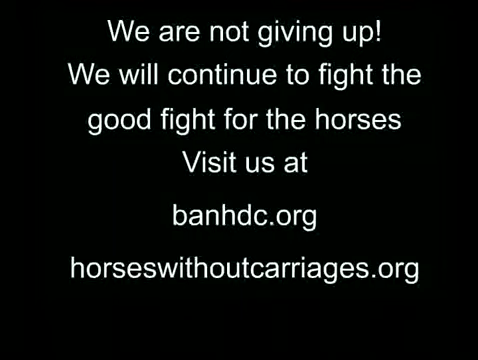 We are not giving up!
We will continue to fight the
good fight for the horses
Visit us at
banhdc.org
horseswithoutcarriages.org